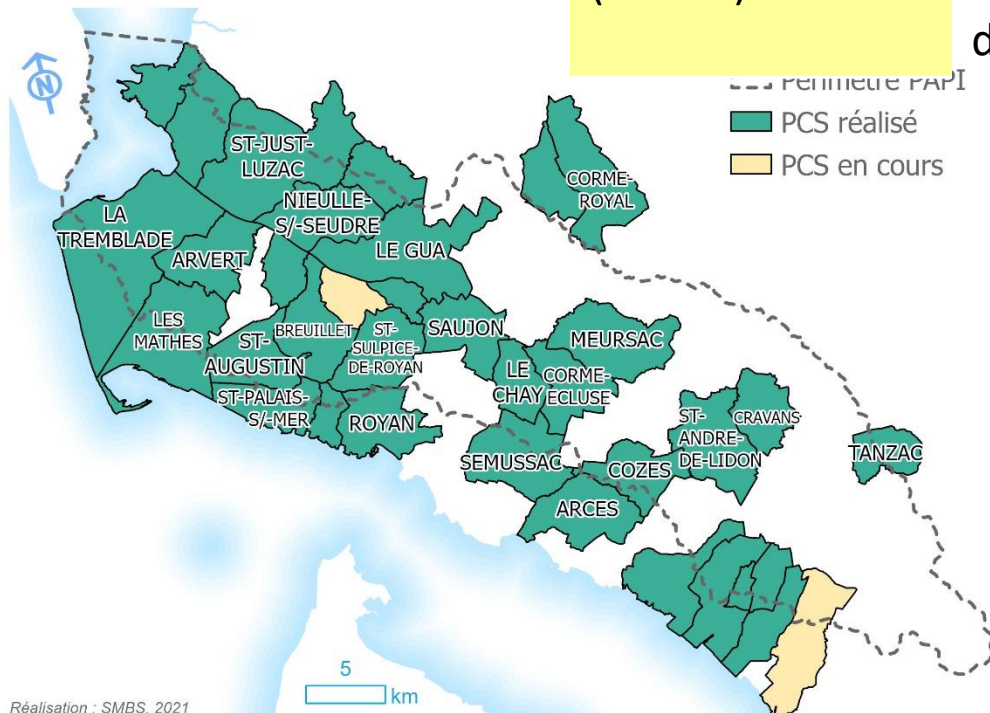 d
N
Périmètre PAPI
PCS réalisé
PCS en cours
ST-JUST-
LUZAC
CORME-
ROYAL
NIEULLE-
S/-SEUDRE
LA
TREMBLADE
LE GUA
ARVERT
LES
MATHES
BREUILLET
ST-
AUGUSTIN
ST-
SULPICE-
DE-ROYAN
SAUJON
MEURSAC
LE
CHAY
CORME-
ECLUSE
ST-PALAIS-
S/-MER
ROYAN
ST-
ANDRE-
DE-LIDON
CRAVANS
TANZAC
SEMUSSAC
COZES
ARCES
5
km
Réalisation : SMBS, 2021